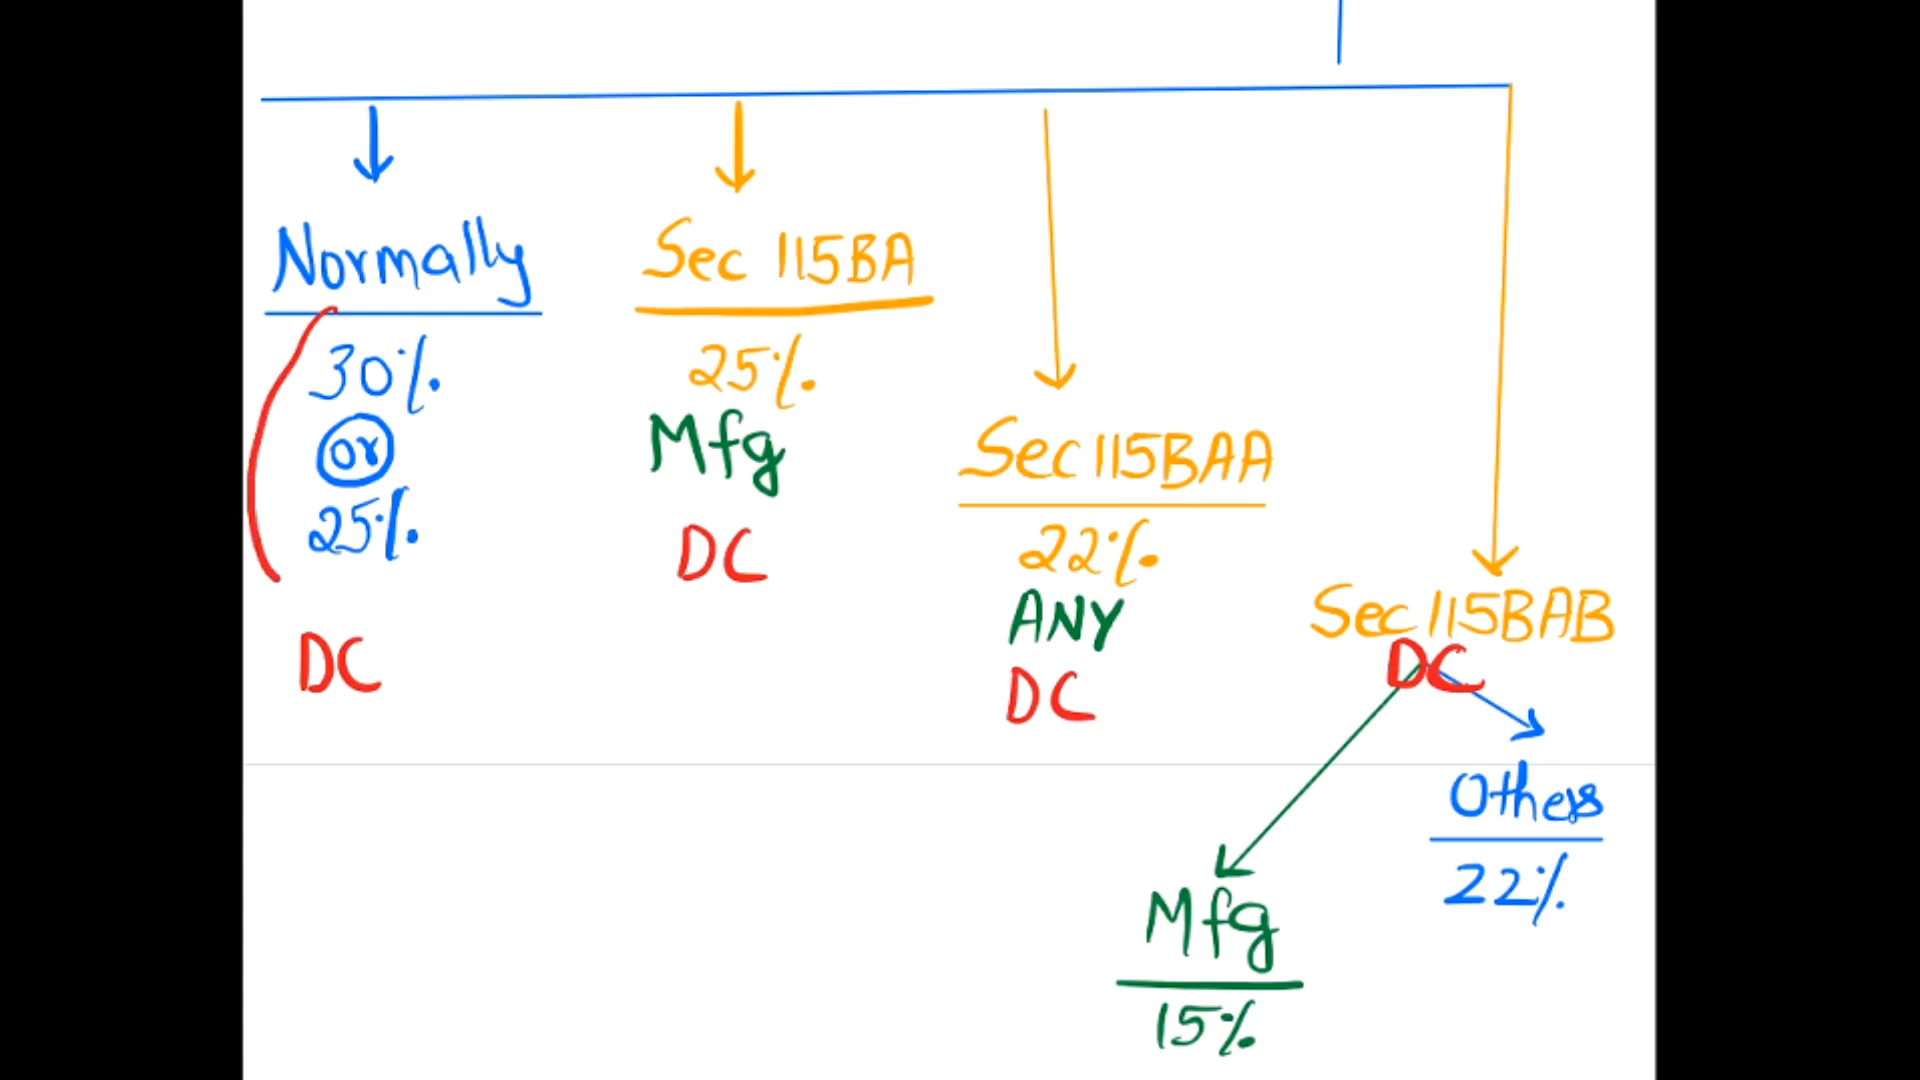 Normally
30%
or
25%
DC
Sec 115BA
25%
Mfg
DC
Sec 115BAA
22%
ANY
DC
Sec 115BAB
DC
Mfg
15%
Others
22%